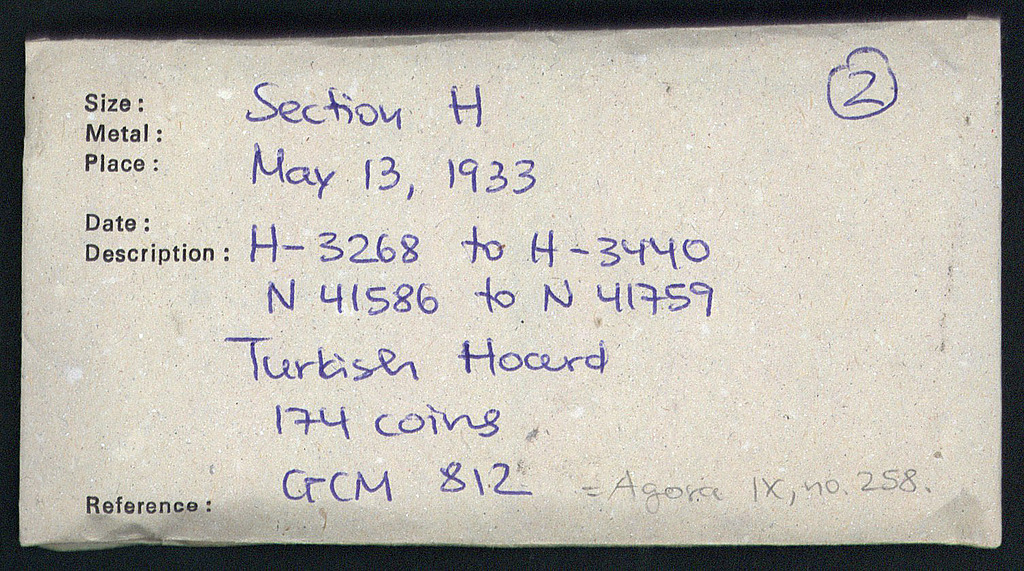 Size : Section H 2
Metal :
Place : May 13, 1933
Date :
Description : H-3268 to H-3440
N 41586 to N 41759
Turkish Hoard
174 coins
GCM 812 = Agora IX, no. 258.
Reference :